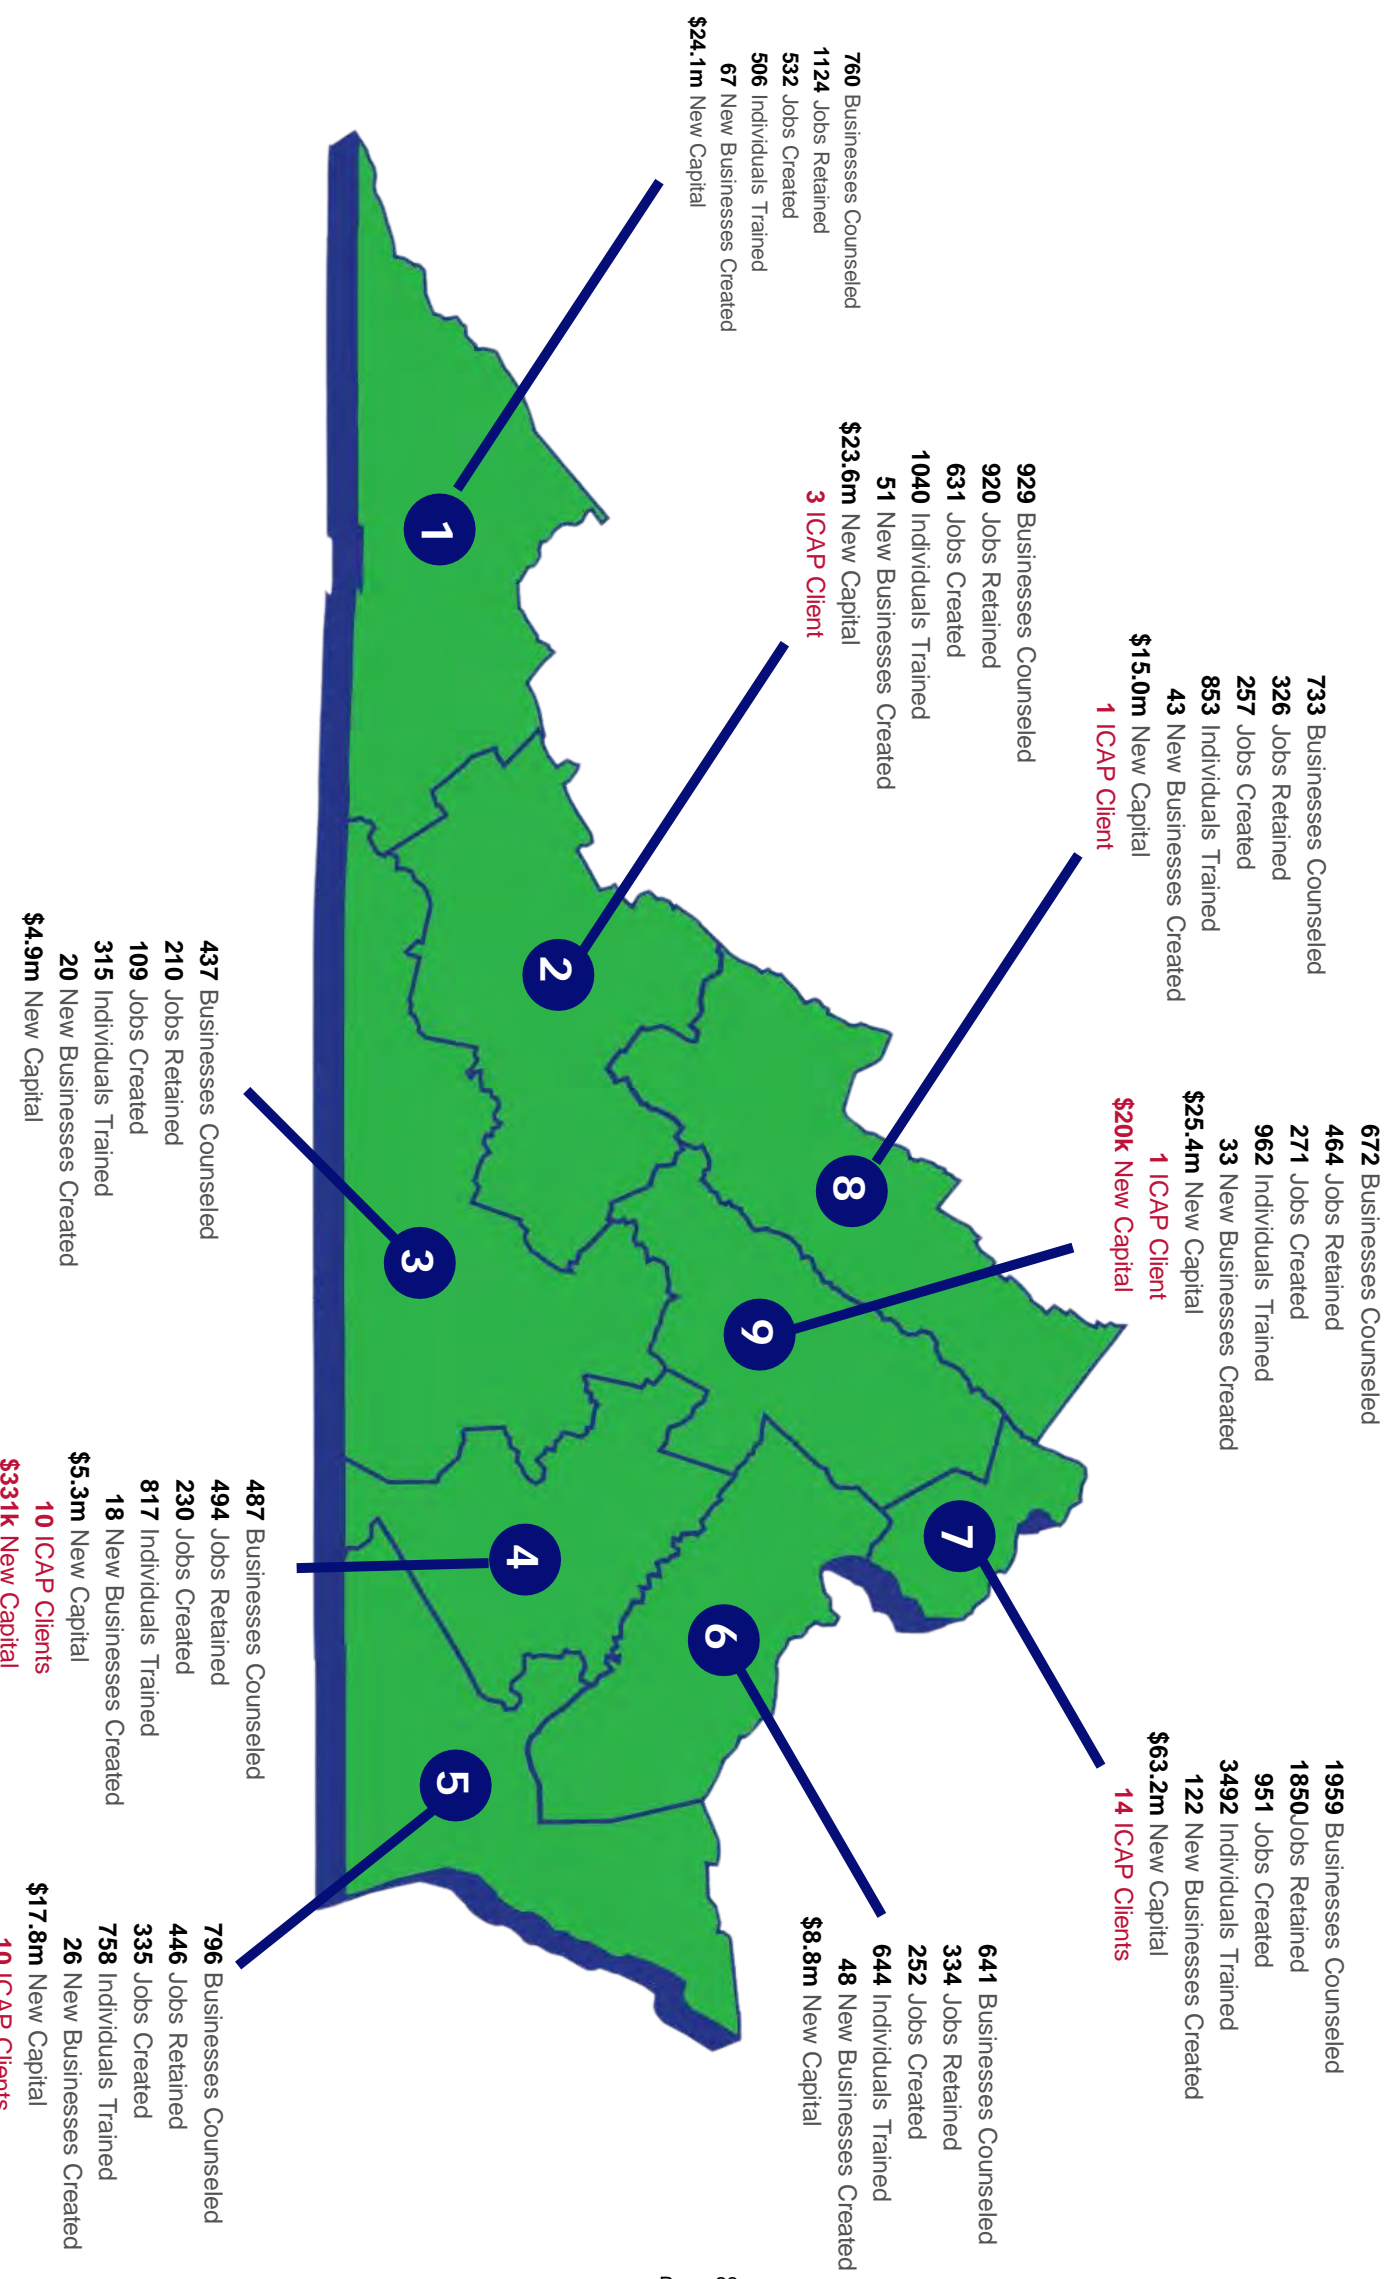 760 Businesses Counseled
1124 Jobs Retained
532 Jobs Created
506 Individuals Trained
67 New Businesses Created
$24.1m New Capital
929 Businesses Counseled
920 Jobs Retained
631 Jobs Created
1040 Individuals Trained
51 New Businesses Created
$23.6m New Capital
3 ICAP Client
733 Businesses Counseled
326 Jobs Retained
257 Jobs Created
853 Individuals Trained
43 New Businesses Created
$15.0m New Capital
1 ICAP Client
672 Businesses Counseled
464 Jobs Retained
271 Jobs Created
962 Individuals Trained
33 New Businesses Created
$25.4m New Capital
1 ICAP Client
$20k New Capital
1959 Businesses Counseled
1850Jobs Retained
951 Jobs Created
3492 Individuals Trained
122 New Businesses Created
$63.2m New Capital
14 ICAP Clients
641 Businesses Counseled
334 Jobs Retained
252 Jobs Created
644 Individuals Trained
48 New Businesses Created
$8.8m New Capital
1
2
8
9
7
6
3
4
5
437 Businesses Counseled
210 Jobs Retained
109 Jobs Created
315 Individuals Trained
20 New Businesses Created
$4.9m New Capital
487 Businesses Counseled
494 Jobs Retained
230 Jobs Created
817 Individuals Trained
18 New Businesses Created
$5.3m New Capital
10 ICAP Clients
$331k New Capital
796 Businesses Counseled
446 Jobs Retained
335 Jobs Created
758 Individuals Trained
26 New Businesses Created
$17.8m New Capital
10 ICAP Clients